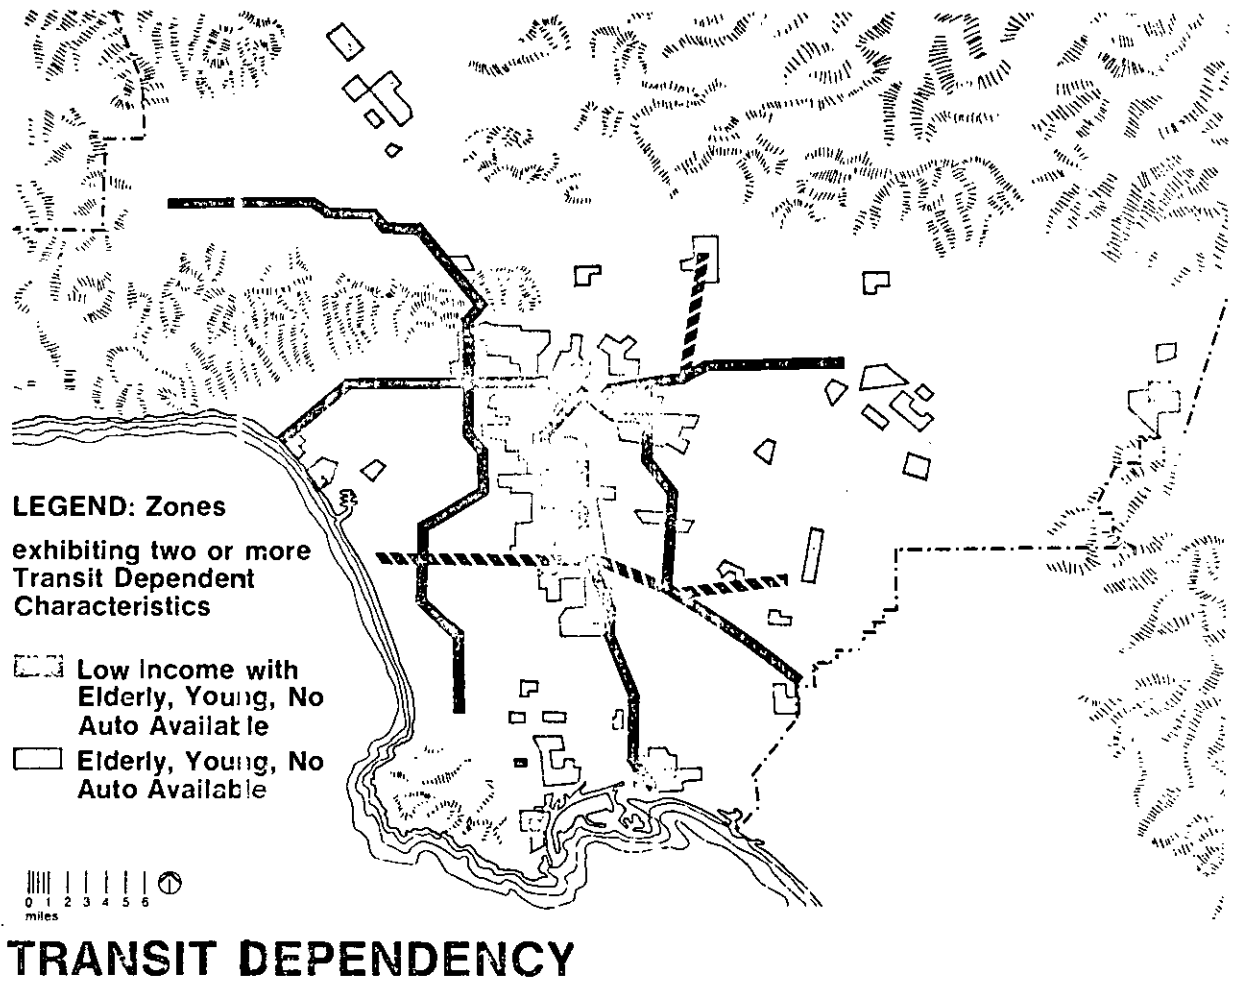 LEGEND: Zones
exhibiting two or more
Transit Dependent
Characteristics
Low Income with
Elderly, Young, No
Auto Available
Elderly, Young, No
Auto Available
0 1 2 3 4 5 6
miles
TRANSIT DEPENDENCY